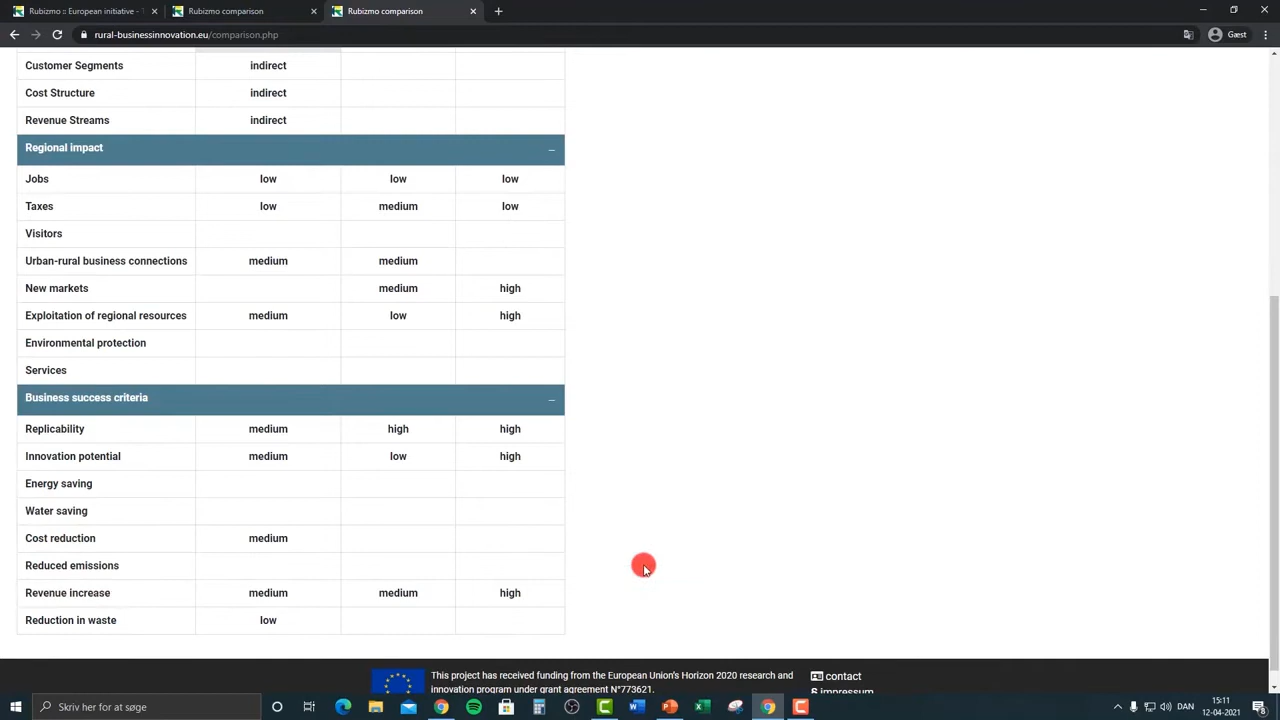 Rubizmo :: European initiative -
Rubizmo comparison
Rubizmo comparison
rural-businessinnovation.eu/comparison.php
Gæst
Customer Segments indirect
Cost Structure indirect
Revenue Streams indirect
Regional impact –
Jobs low low low
Taxes low medium low
Visitors
Urban-rural business connections medium medium
New markets medium high
Exploitation of regional resources medium low high
Environmental protection
Services
Business success criteria –
Replicability medium high high
Innovation potential medium low high
Energy saving
Water saving
Cost reduction medium
Reduced emissions
Revenue increase medium medium high
Reduction in waste low
This project has received funding from the European Union's Horizon 2020 research and
innovation program under grant agreement N°773621.
contact
impressum
Skriv her for at søge
DAN
15:11
12-04-2021
8